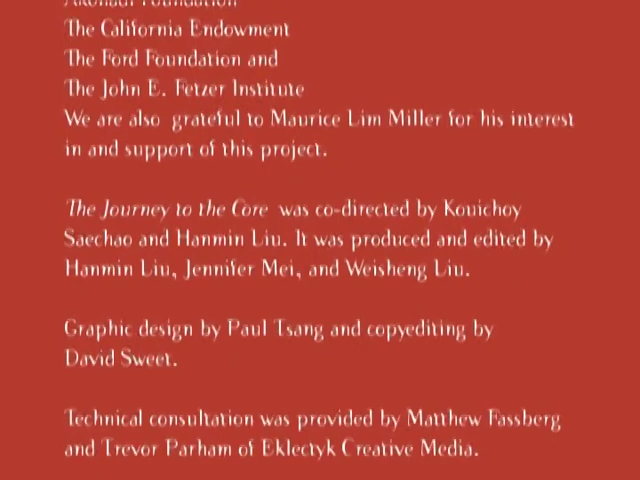 The California Endowment
The Ford Foundation and
The John E. Fetzer Institute
We are also grateful to Maurice Lim Miller for his interest
in and support of this project.
The Journey to the Core was co-directed by Kouichoy
Saechao and Hanmin Liu. It was produced and edited by
Hanmin Liu, Jennifer Mei, and Weisheng Liu.
Graphic design by Paul Tsang and copyediting by
David Sweet.
Technical consultation was provided by Matthew Fassberg
and Trevor Parham of Eklectyk Creative Media.